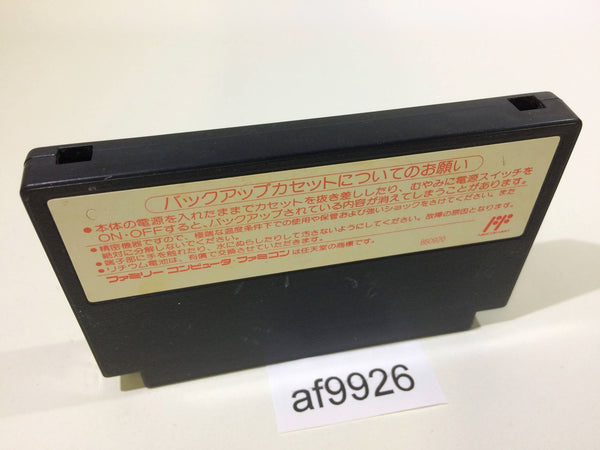 バックアップカセットについてのお願い
●本体の電源を入れたままでカセットを抜き差ししたり、むやみに電源スイッチを
ON・OFFすると、バックアップされている内容が消えてしまうことがあります。
●精密機器ですので、極端な温度条件下での使用や保管および強いショックをさけてください。また
絶対に分解しないでください。
●端子部に手を触れたり、水にぬらしたりして汚さないようにしてください。故障の原因となります。
●リチウム電池は、有償で交換させていただきます。
ファミリーコンピュータ・ファミコンは任天堂の商標です。
af9926